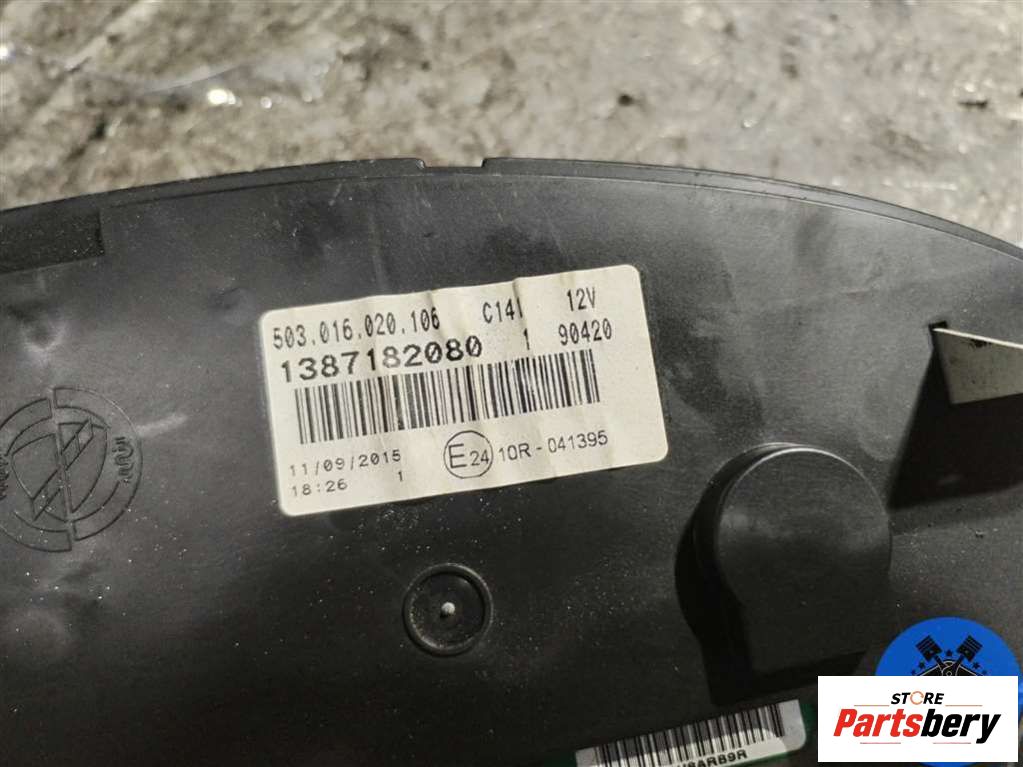 503.016.020.106 C14I 12V
1387182080 1 90420
11/09/2015
18:26 1
E24 10R - 041395
STORE
Partsbery